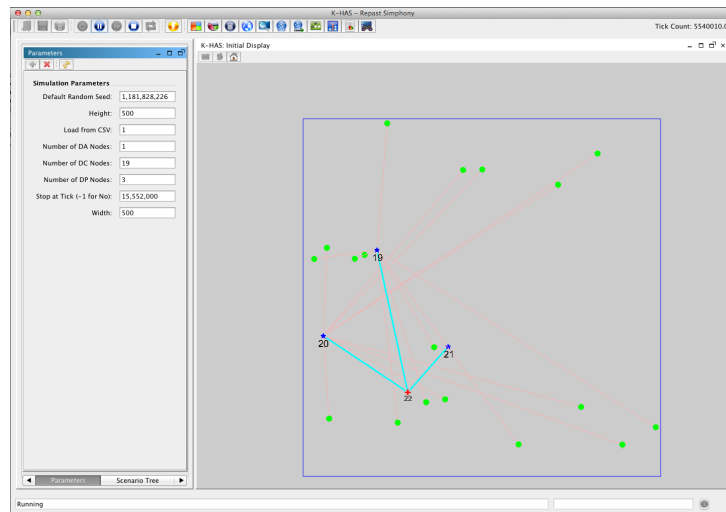 K-HAS - Repast Simphony
Tick Count: 5540010.0
Parameters
Simulation Parameters
Default Random Seed: 1,181,828,226
Height: 500
Load from CSV: 1
Number of DA Nodes: 1
Number of DC Nodes: 19
Number of DP Nodes: 3
Stop at Tick (-1 for No): 15,552,000
Width: 500
Parameters
Scenario Tree
Running
K-HAS: Initial Display
19
20
21
22